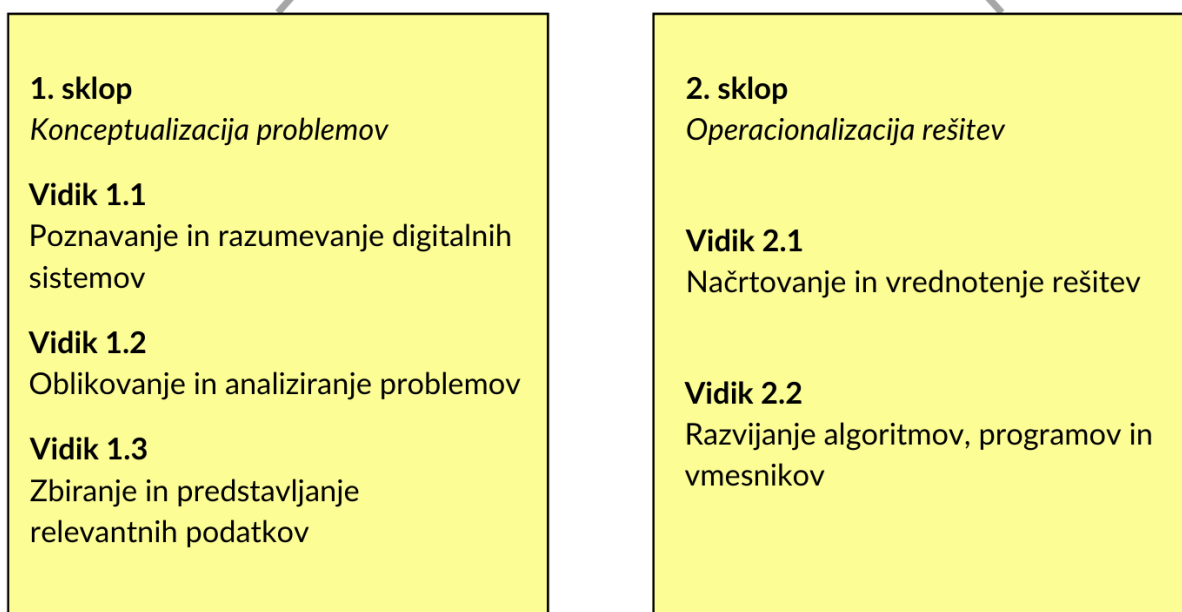 1. sklop
Konceptualizacija problemov
Vidik 1.1
Poznavanje in razumevanje digitalnih
sistemov
Vidik 1.2
Oblikovanje in analiziranje problemov
Vidik 1.3
Zbiranje in predstavljanje
relevantnih podatkov
2. sklop
Operacionalizacija rešitev
Vidik 2.1
Načrtovanje in vrednotenje rešitev
Vidik 2.2
Razvijanje algoritmov, programov in
vmesnikov